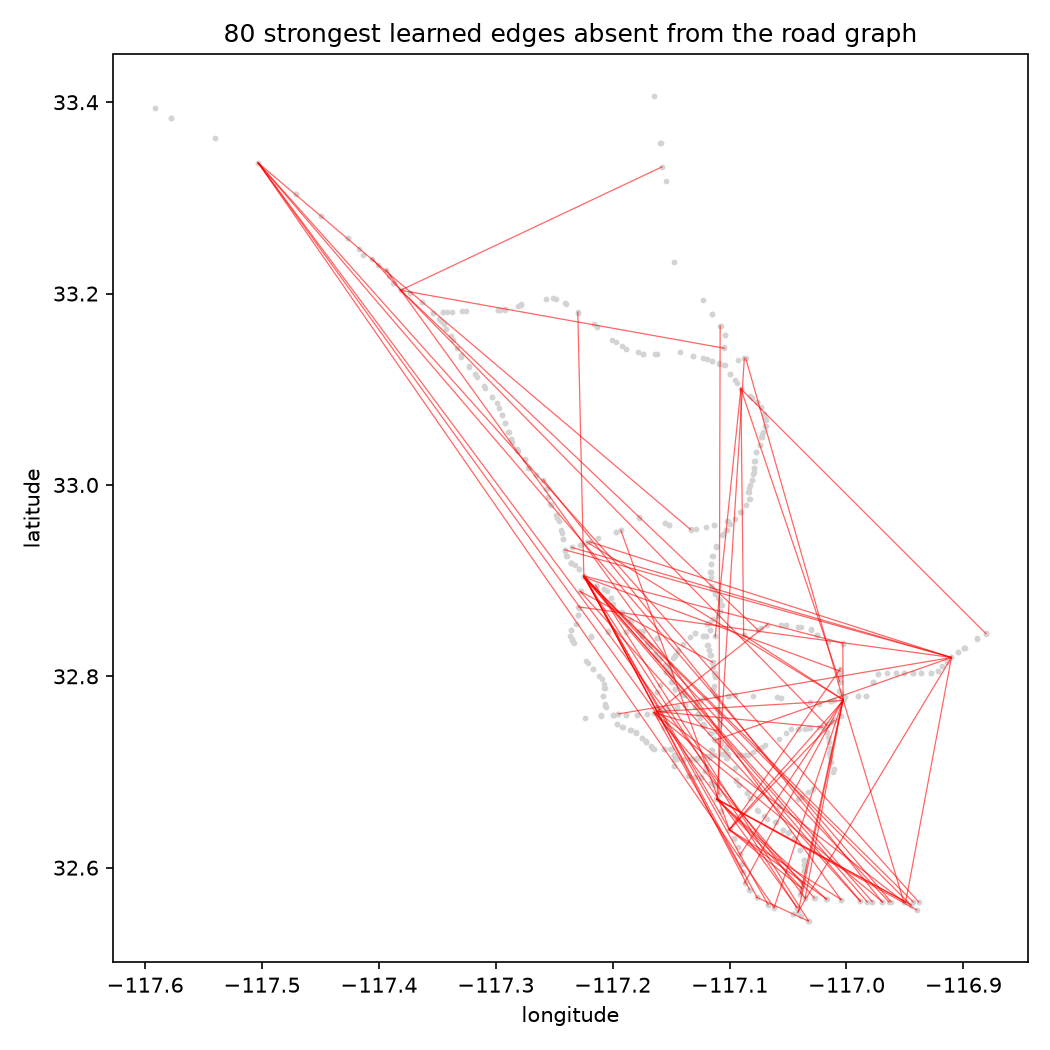 80 strongest learned edges absent from the road graph
33.4
33.2
33.0
32.8
32.6
latitude
−117.6 −117.5 −117.4 −117.3 −117.2 −117.1 −117.0 −116.9
longitude